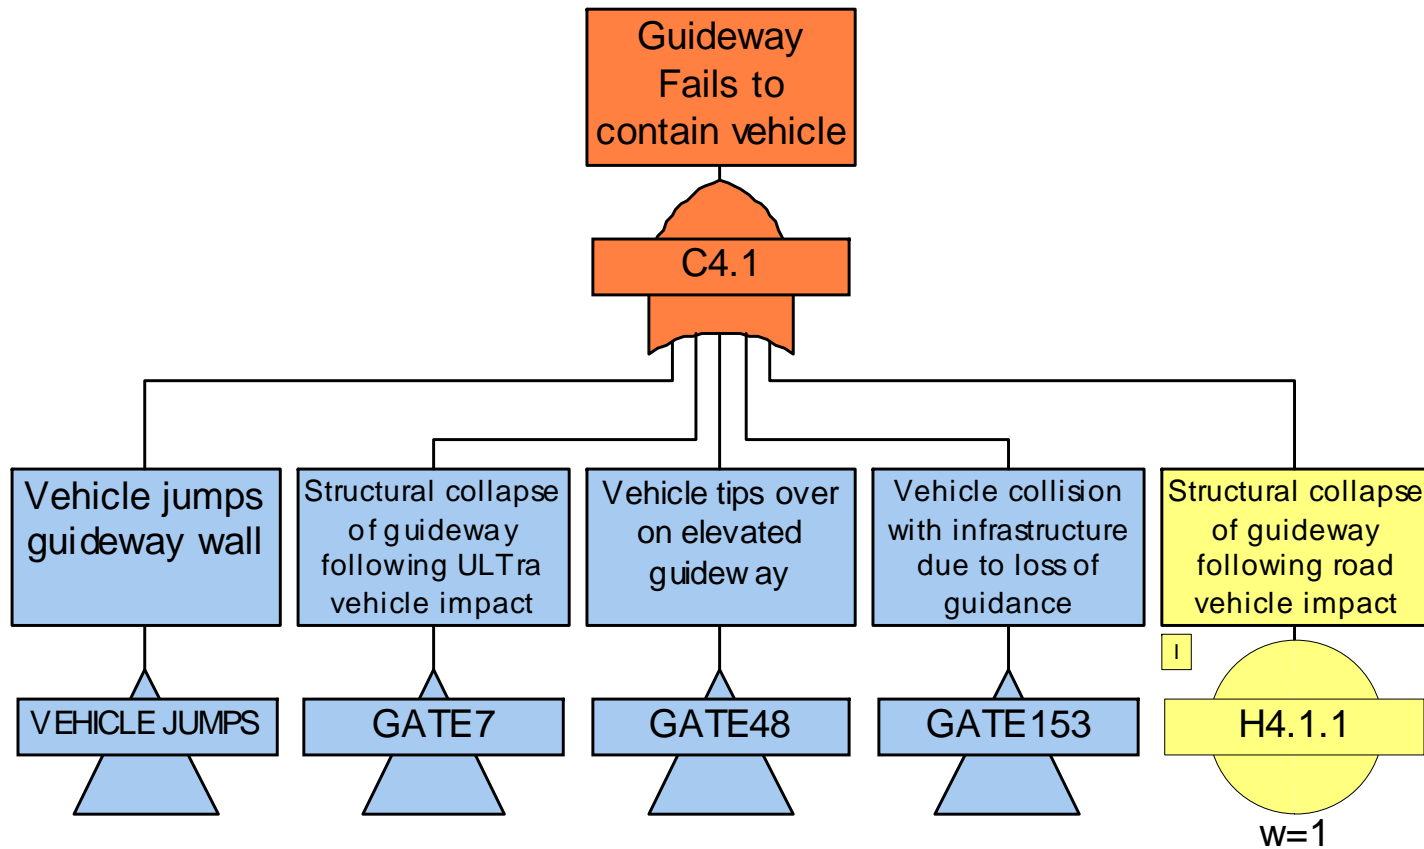 Guideway
Fails to
contain vehicle
C4.1
Vehicle jumps
guideway wall
Structural collapse
of guideway
following ULTra
vehicle impact
Vehicle tips over
on elevated
guideway
Vehicle collision
with infrastructure
due to loss of
guidance
Structural collapse
of guideway
following road
vehicle impact
I
VEHICLE JUMPS
GATE7
GATE48
GATE153
H4.1.1
w=1